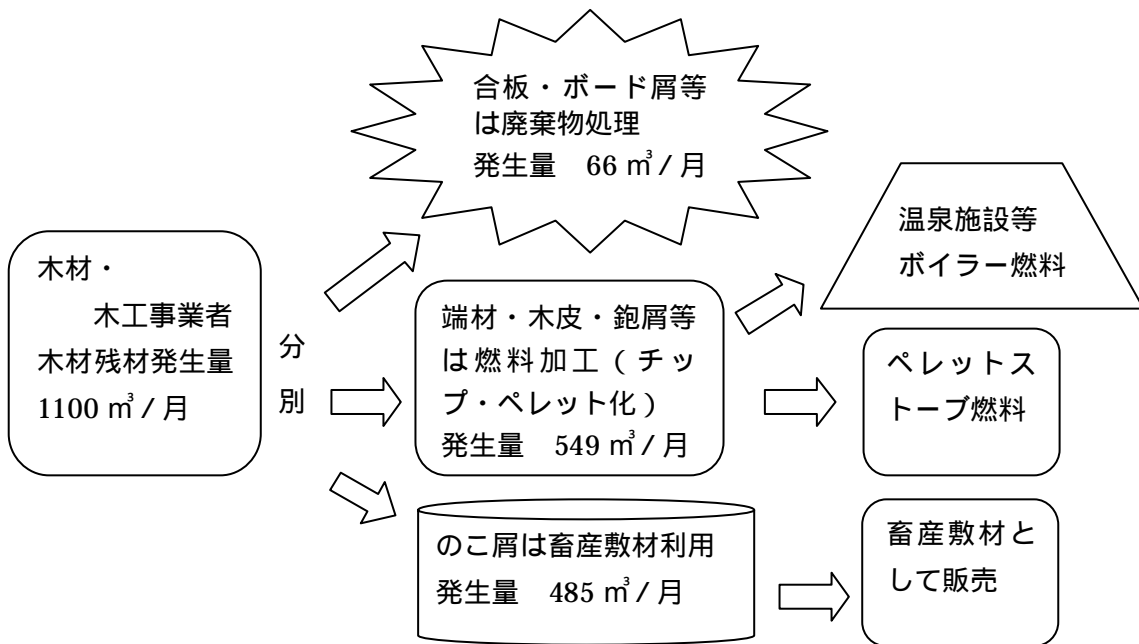 木材・
木工事業者
木材残材発生量
1100 ㎥/月
分
別
合板・ボード屑等
は廃棄物処理
発生量 66 ㎥/月
端材・木皮・鉋屑等
は燃料加工(チッ
プ・ペレット化)
発生量 549 ㎥/月
のこ屑は畜産敷材利用
発生量 485 ㎥/月
温泉施設等
ボイラー燃料
ペレットス
トーブ燃料
畜産敷材と
して販売